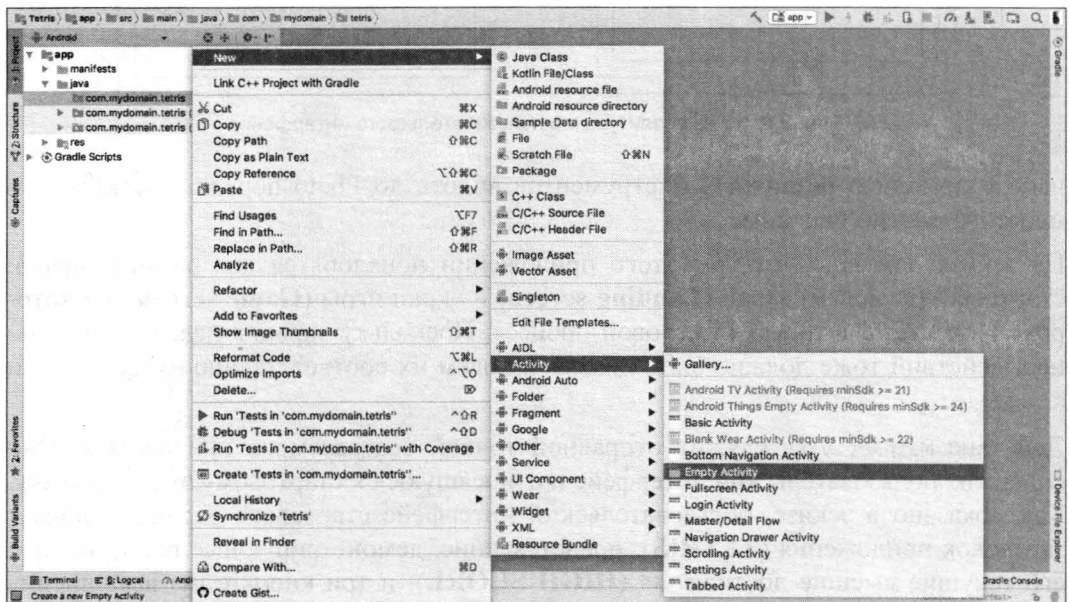 Tetris app src main java com mydomain tetris
app
Android
1: Project
Gradle
app
manifests
java
com.mydomain.tetris
com.mydomain.tetris
com.mydomain.tetris
res
Gradle Scripts
2: Structure
Captures
2: Favorites
Build Variants
New
Link C++ Project with Gradle
Cut ⌘X
Copy ⌘C
Copy Path ⇧⌘C
Copy as Plain Text
Copy Reference ⌥⇧⌘C
Paste ⌘V
Find Usages ⌥F7
Find in Path... ⇧⌘F
Replace in Path... ⇧⌘R
Analyze
Refactor
Add to Favorites
Show Image Thumbnails ⇧⌘T
Reformat Code ⌥⌘L
Optimize Imports ^⌥O
Delete... ⌦
Run 'Tests in 'com.mydomain.tetris'' ^⇧R
Debug 'Tests in 'com.mydomain.tetris'' ^⇧D
Run 'Tests in 'com.mydomain.tetris'' with Coverage
Create 'Tests in 'com.mydomain.tetris''...
Local History
Synchronize 'tetris'
Reveal in Finder
Compare With... ⌘D
Create Gist...
Java Class
Kotlin File/Class
Android resource file
Android resource directory
Sample Data directory
File
Scratch File ⇧⌘N
Package
C++ Class
C/C++ Source File
C/C++ Header File
Image Asset
Vector Asset
Singleton
Edit File Templates...
AIDL
Activity
Android Auto
Folder
Fragment
Google
Other
Service
UI Component
Wear
Widget
XML
Resource Bundle
Gallery...
Android TV Activity (Requires minSdk >= 21)
Android Things Empty Activity (Requires minSdk >= 24)
Basic Activity
Blank Wear Activity (Requires minSdk >= 22)
Bottom Navigation Activity
Empty Activity
Fullscreen Activity
Login Activity
Master/Detail Flow
Navigation Drawer Activity
Scrolling Activity
Settings Activity
Tabbed Activity
Device File Explorer
Terminal 6: Logcat
Gradle Console
Create a new Empty Activity